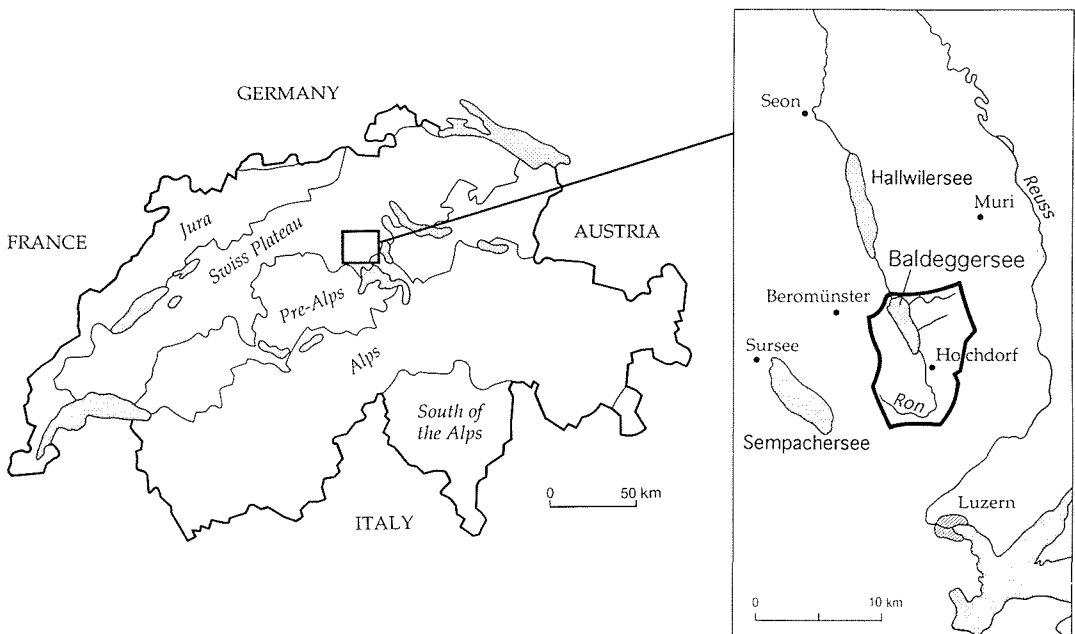 GERMANY
FRANCE
AUSTRIA
ITALY
Jura
Swiss Plateau
Pre-Alps
Alps
South of
the Alps
0 50 km
Seon
Hallwilersee
Reuss
Muri
Baldeggersee
Beromünster
Sursee
Hochdorf
Ron
Sempachersee
Luzern
0 10 km